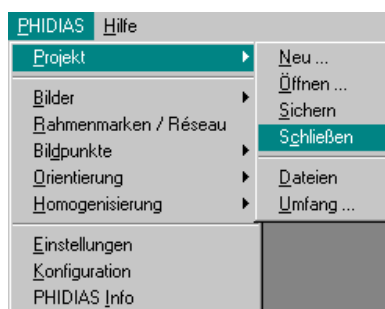 PHIDIAS Hilfe
Projekt
Bilder
Rahmenmarken / Réseau
Bildpunkte
Orientierung
Homogenisierung
Einstellungen
Konfiguration
PHIDIAS Info
Neu ...
Öffnen ...
Sichern
Schließen
Dateien
Umfang ...